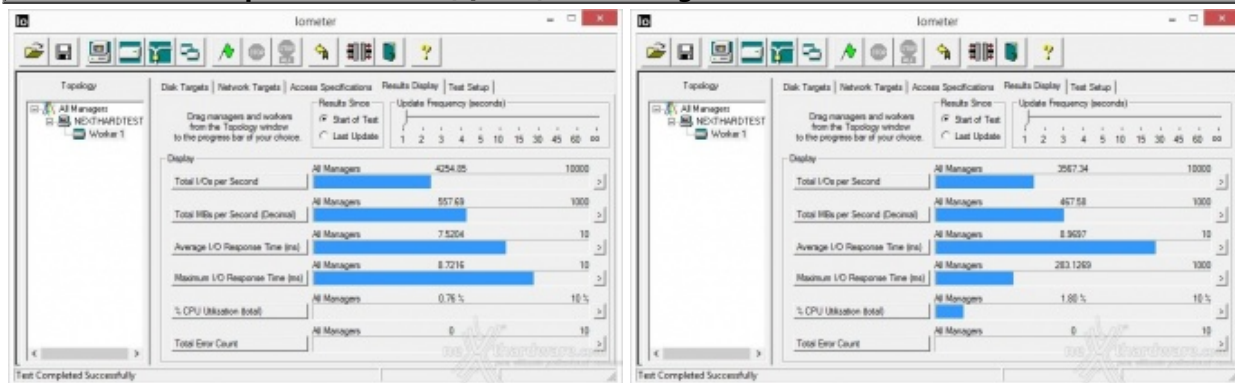 Iometer
Topology
All Managers
NEXTHARDTEST
Worker 1
Disk Targets | Network Targets | Access Specifications | Results Display | Test Setup
Drag managers and workers
from the Topology window
to the progress bar of your choice.
Results Since
Start of Test
Last Update
Update Frequency (seconds)
1 2 3 4 5 10 15 30 45 60 ∞
Display
All Managers 4254.85 10000
Total I/Os per Second
All Managers 557.69 1000
Total MBs per Second (Decimal)
All Managers 7.5204 10
Average I/O Response Time (ms)
All Managers 8.7216 10
Maximum I/O Response Time (ms)
All Managers 0.76 % 10 %
% CPU Utilization (total)
All Managers 0 10
Total Error Count
Test Completed Successfully
Iometer
Topology
All Managers
NEXTHARDTEST
Worker 1
Disk Targets | Network Targets | Access Specifications | Results Display | Test Setup
Drag managers and workers
from the Topology window
to the progress bar of your choice.
Results Since
Start of Test
Last Update
Update Frequency (seconds)
1 2 3 4 5 10 15 30 45 60 ∞
Display
All Managers 3567.34 10000
Total I/Os per Second
All Managers 467.58 1000
Total MBs per Second (Decimal)
All Managers 8.9697 10
Average I/O Response Time (ms)
All Managers 283.1269 1000
Maximum I/O Response Time (ms)
All Managers 1.80 % 10 %
% CPU Utilization (total)
All Managers 0 10
Total Error Count
Test Completed Successfully